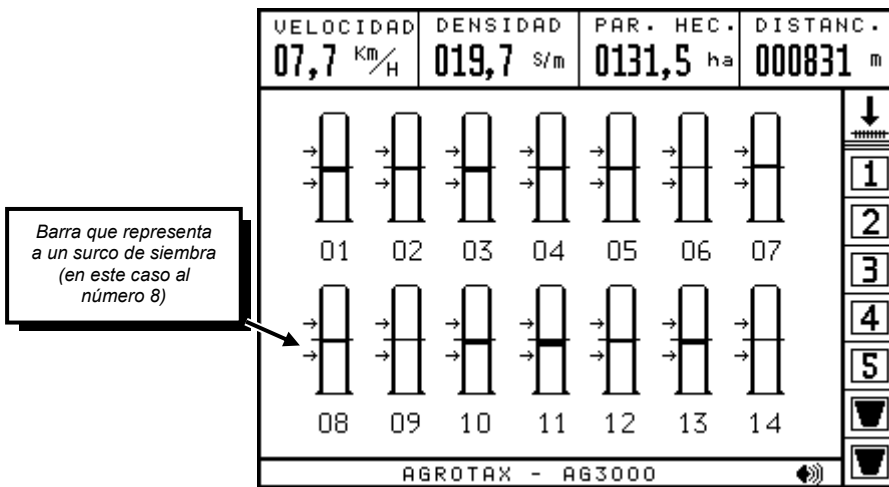 VELOCIDAD DENSIDAD PAR. HEC. DISTANC.
07,7 Km/H 019,7 S/m 0131,5 ha 000831 m
1
2
Barra que representa
a un surco de siembra
(en este caso al
número 8)
01 02 03 04 05 06 07
3
4
5
08 09 10 11 12 13 14
AGROTAX - AG3000